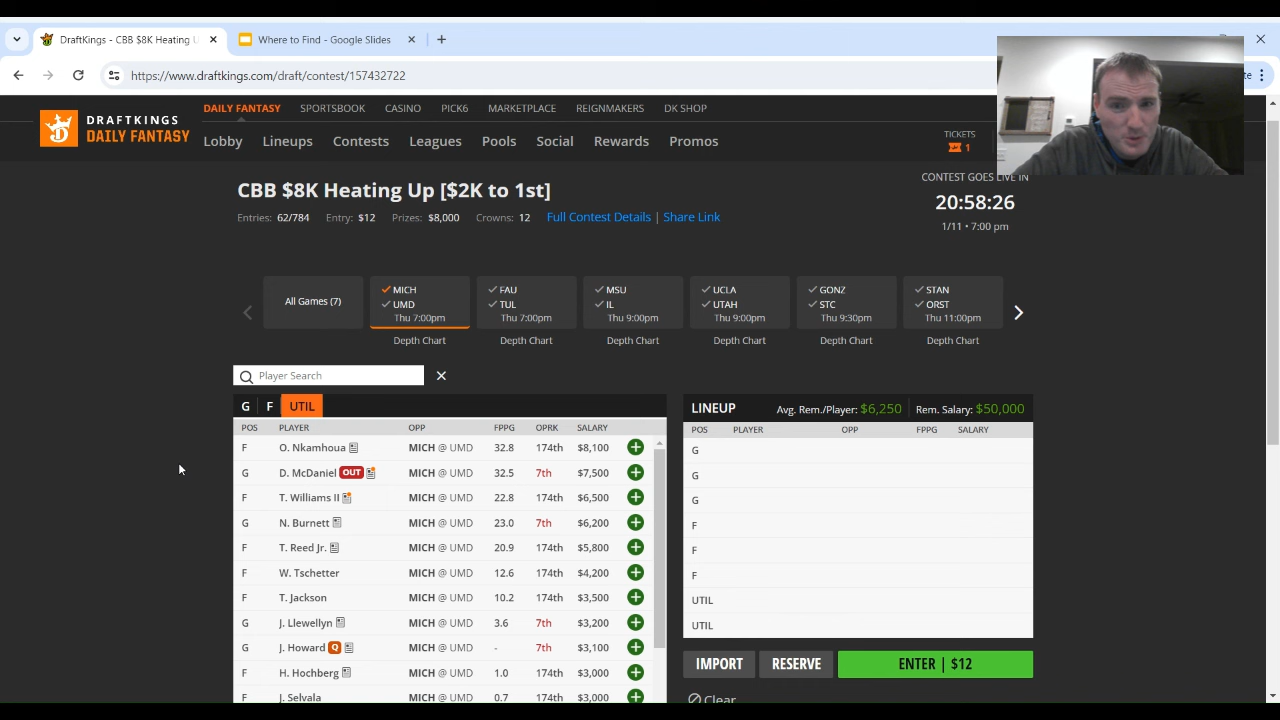 DraftKings - CBB $8K Heating U
Where to Find - Google Slides
https://www.draftkings.com/draft/contest/157432722
DRAFTKINGS
DAILY FANTASY
DAILY FANTASY SPORTSBOOK CASINO PICK6 MARKETPLACE REIGNMAKERS DK SHOP
Lobby Lineups Contests Leagues Pools Social Rewards Promos
TICKETS
1
CBB $8K Heating Up [$2K to 1st]
Entries: 62/784 Entry: $12 Prizes: $8,000 Crowns: 12 Full Contest Details | Share Link
CONTEST GOES LIVE IN
20:58:26
1/11 • 7:00 pm
All Games (7)
MICH
UMD
Thu 7:00pm
Depth Chart
FAU
TUL
Thu 7:00pm
Depth Chart
MSU
IL
Thu 9:00pm
Depth Chart
UCLA
UTAH
Thu 9:00pm
Depth Chart
GONZ
STC
Thu 9:30pm
Depth Chart
STAN
ORST
Thu 11:00pm
Depth Chart
Player Search
G F UTIL
POS PLAYER OPP FPPG OPRK SALARY
F O. Nkamhoua MICH @ UMD 32.8 174th $8,100
G D. McDaniel OUT MICH @ UMD 32.5 7th $7,500
F T. Williams II MICH @ UMD 22.8 174th $6,500
G N. Burnett MICH @ UMD 23.0 7th $6,200
F T. Reed Jr. MICH @ UMD 20.9 174th $5,800
F W. Tschetter MICH @ UMD 12.6 174th $4,200
F T. Jackson MICH @ UMD 10.2 174th $3,500
G J. Llewellyn MICH @ UMD 3.6 7th $3,200
G J. Howard Q MICH @ UMD - 7th $3,100
F H. Hochberg MICH @ UMD 1.0 174th $3,000
F J. Selvala MICH @ UMD 0.7 174th $3,000
LINEUP Avg. Rem./Player: $6,250 Rem. Salary: $50,000
POS PLAYER OPP FPPG SALARY
G
G
G
F
F
F
UTIL
UTIL
IMPORT RESERVE ENTER | $12
Clear